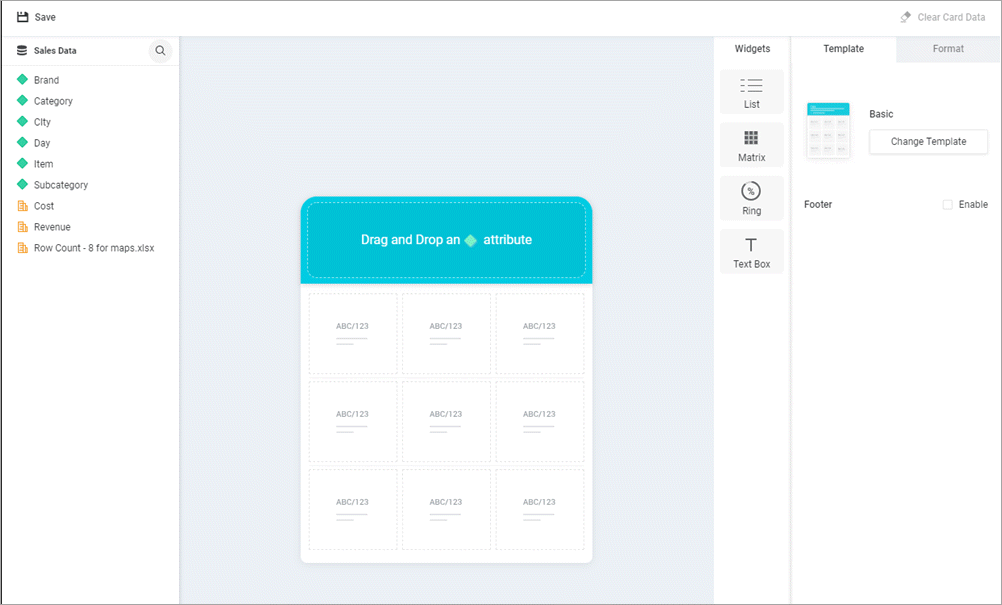 Save
Clear Card Data
Sales Data
Brand
Category
CIty
Day
Item
Subcategory
Cost
Revenue
Row Count - 8 for maps.xlsx
Drag and Drop an attribute
ABC/123 ABC/123 ABC/123
ABC/123 ABC/123 ABC/123
ABC/123 ABC/123 ABC/123
Widgets
List
Matrix
%
Ring
T
Text Box
Template Format
Basic
Change Template
Footer Enable